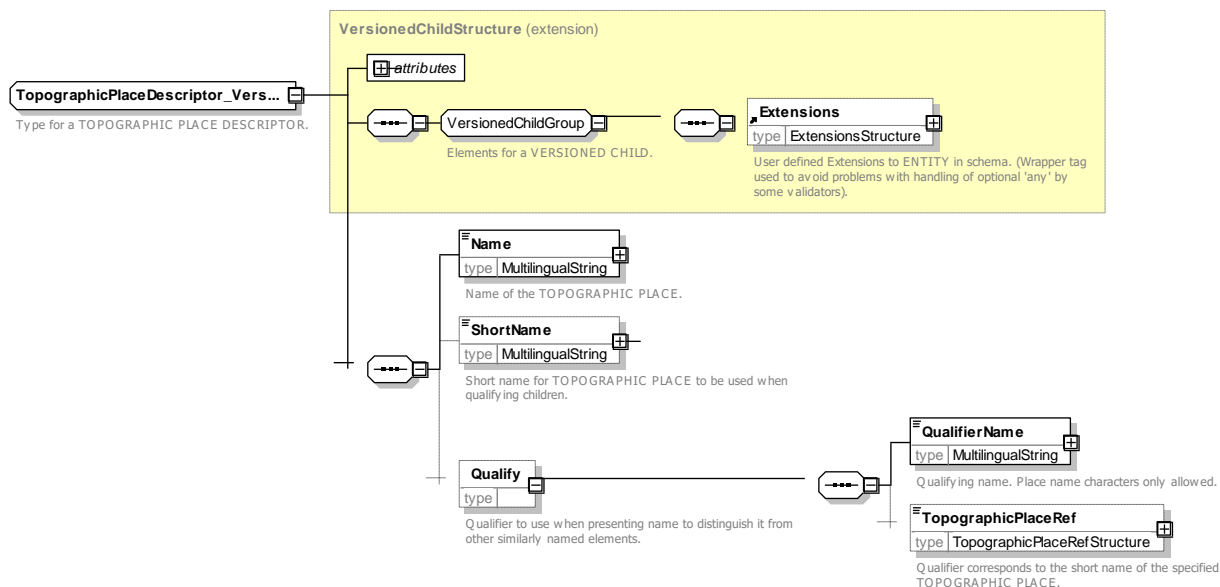 VersionedChildStructure (extension)
attributes
TopographicPlaceDescriptor_Vers...
Type for a TOPOGRAPHIC PLACE DESCRIPTOR.
VersionedChildGroup
Elements for a VERSIONED CHILD.
Extensions
type ExtensionsStructure
User defined Extensions to ENTITY in schema. (Wrapper tag
used to avoid problems with handling of optional 'any' by
some validators).
Name
type MultilingualString
Name of the TOPOGRAPHIC PLACE.
ShortName
type MultilingualString
Short name for TOPOGRAPHIC PLACE to be used when
qualifying children.
Qualify
type
Qualifier to use when presenting name to distinguish it from
other similarly named elements.
QualifierName
type MultilingualString
Qualifying name. Place name characters only allowed.
TopographicPlaceRef
type TopographicPlaceRefStructure
Qualifier corresponds to the short name of the specified
TOPOGRAPHIC PLACE.